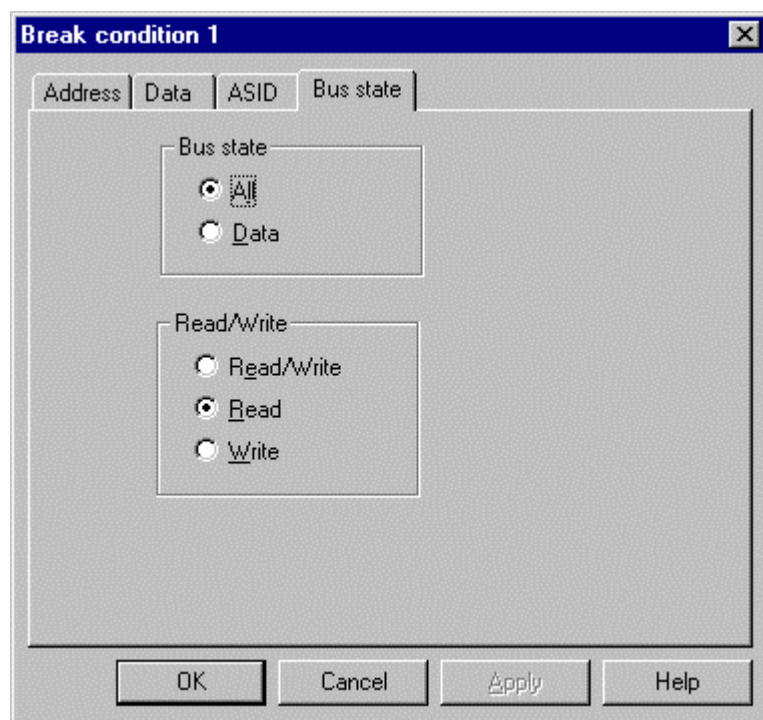 Break condition 1
Address Data ASID Bus state
Bus state
All
Data
Read/Write
Read/Write
Read
Write
OK Cancel Apply Help